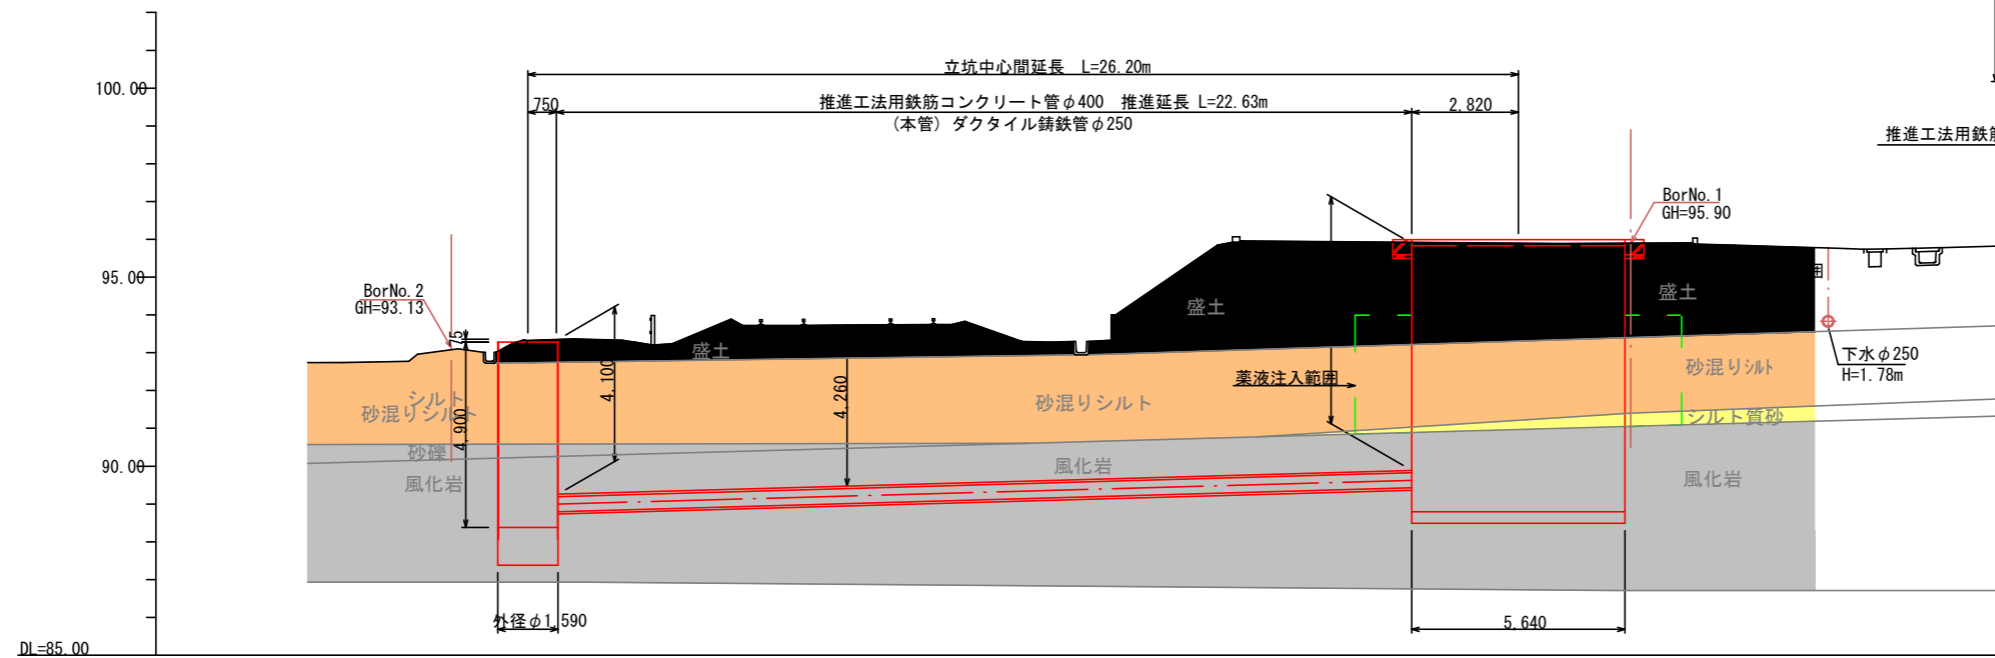 立坑中心間延長 L=26.20m
100.00
750
推進工法用鉄筋コンクリート管φ400 推進延長 L=22.63m
2,820
(本管) ダクタイル鋳鉄管φ250
推進工法用鉄筋
BorNo.1
GH=95.90
95.00
BorNo.2
GH=93.13
盛土
盛土
盛土
4,100
4,260
4,900
下水φ250
H=1.78m
薬液注入範囲
砂混りシルト
シルト
砂混りシルト
砂混りシルト
シルト質砂
砂礫
90.00
風化岩
風化岩
風化岩
外径φ1,590
5,640
DL=85.00